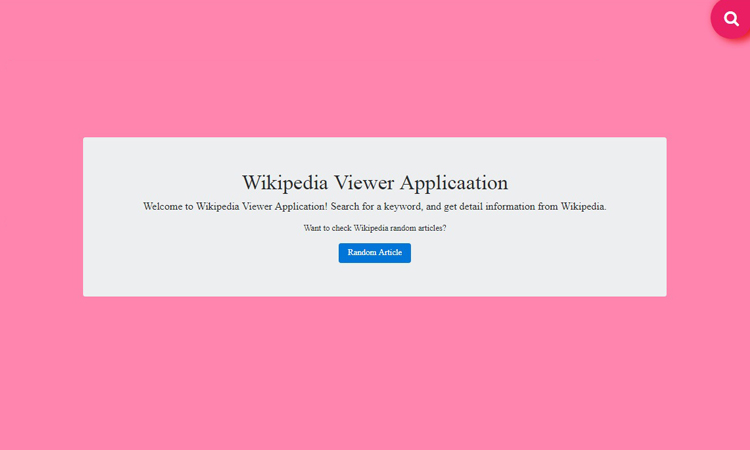 Wikipedia Viewer Applicaation
Welcome to Wikipedia Viewer Application! Search for a keyword, and get detail information from Wikipedia.
Want to check Wikipedia random articles?
Random Article